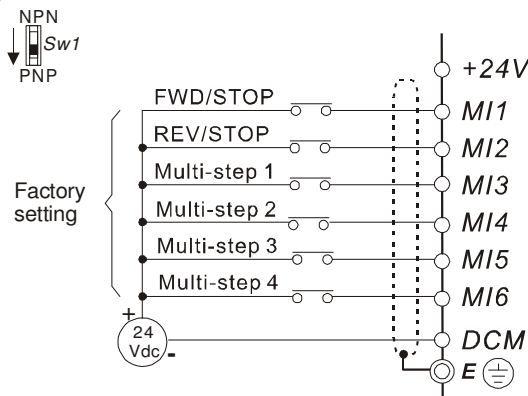 NPN
Sw1
PNP
+24V
FWD/STOP
MI1
REV/STOP
MI2
Multi-step 1
MI3
Factory
setting
Multi-step 2
MI4
Multi-step 3
MI5
Multi-step 4
MI6
+
24
Vdc
-
DCM
E